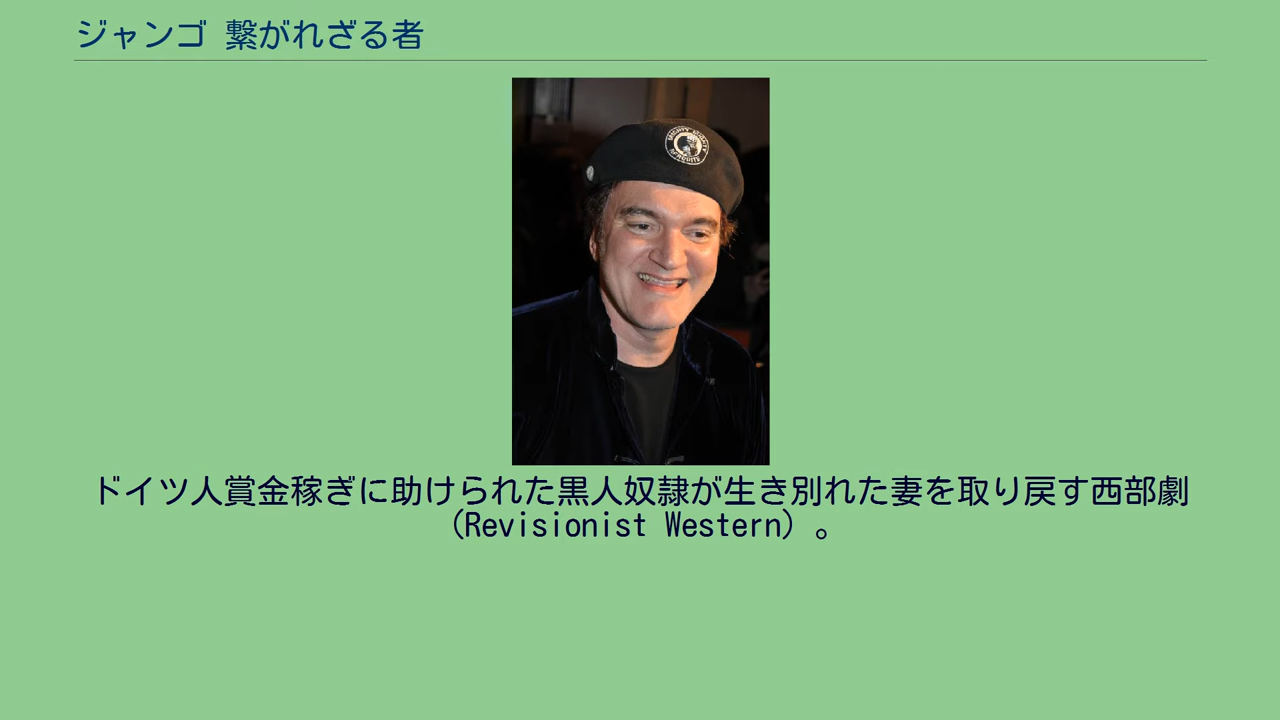 ジャンゴ 繋がれざる者
ドイツ人賞金稼ぎに助けられた黒人奴隷が生き別れた妻を取り戻す西部劇
(Revisionist Western) 。